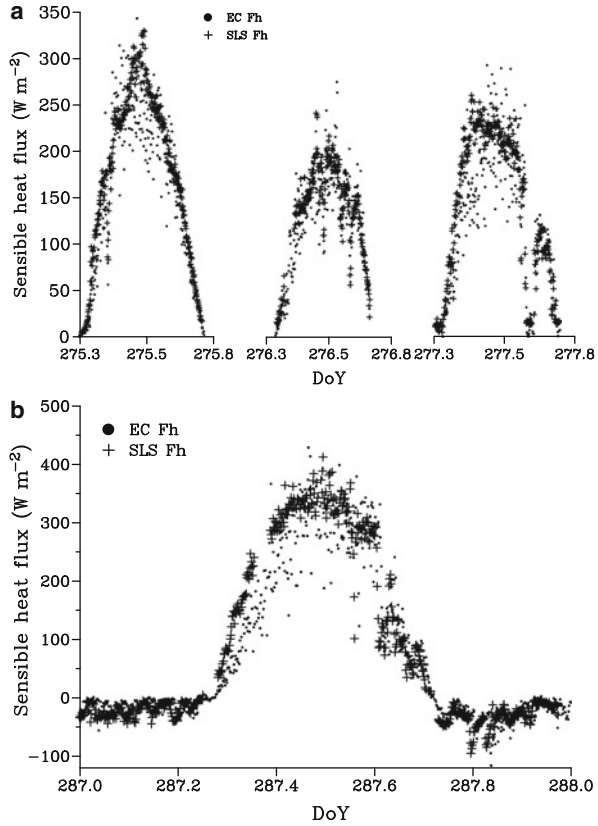 a
EC Fh
SLS Fh
Sensible heat flux (W m−2)
350
300
250
200
150
100
50
0
275.3 275.5 275.8 276.3 276.5 276.8 277.3 277.5 277.8
DoY
b
EC Fh
SLS Fh
Sensible heat flux (W m−2)
500
400
300
200
100
0
−100
287.0 287.2 287.4 287.6 287.8 288.0
DoY